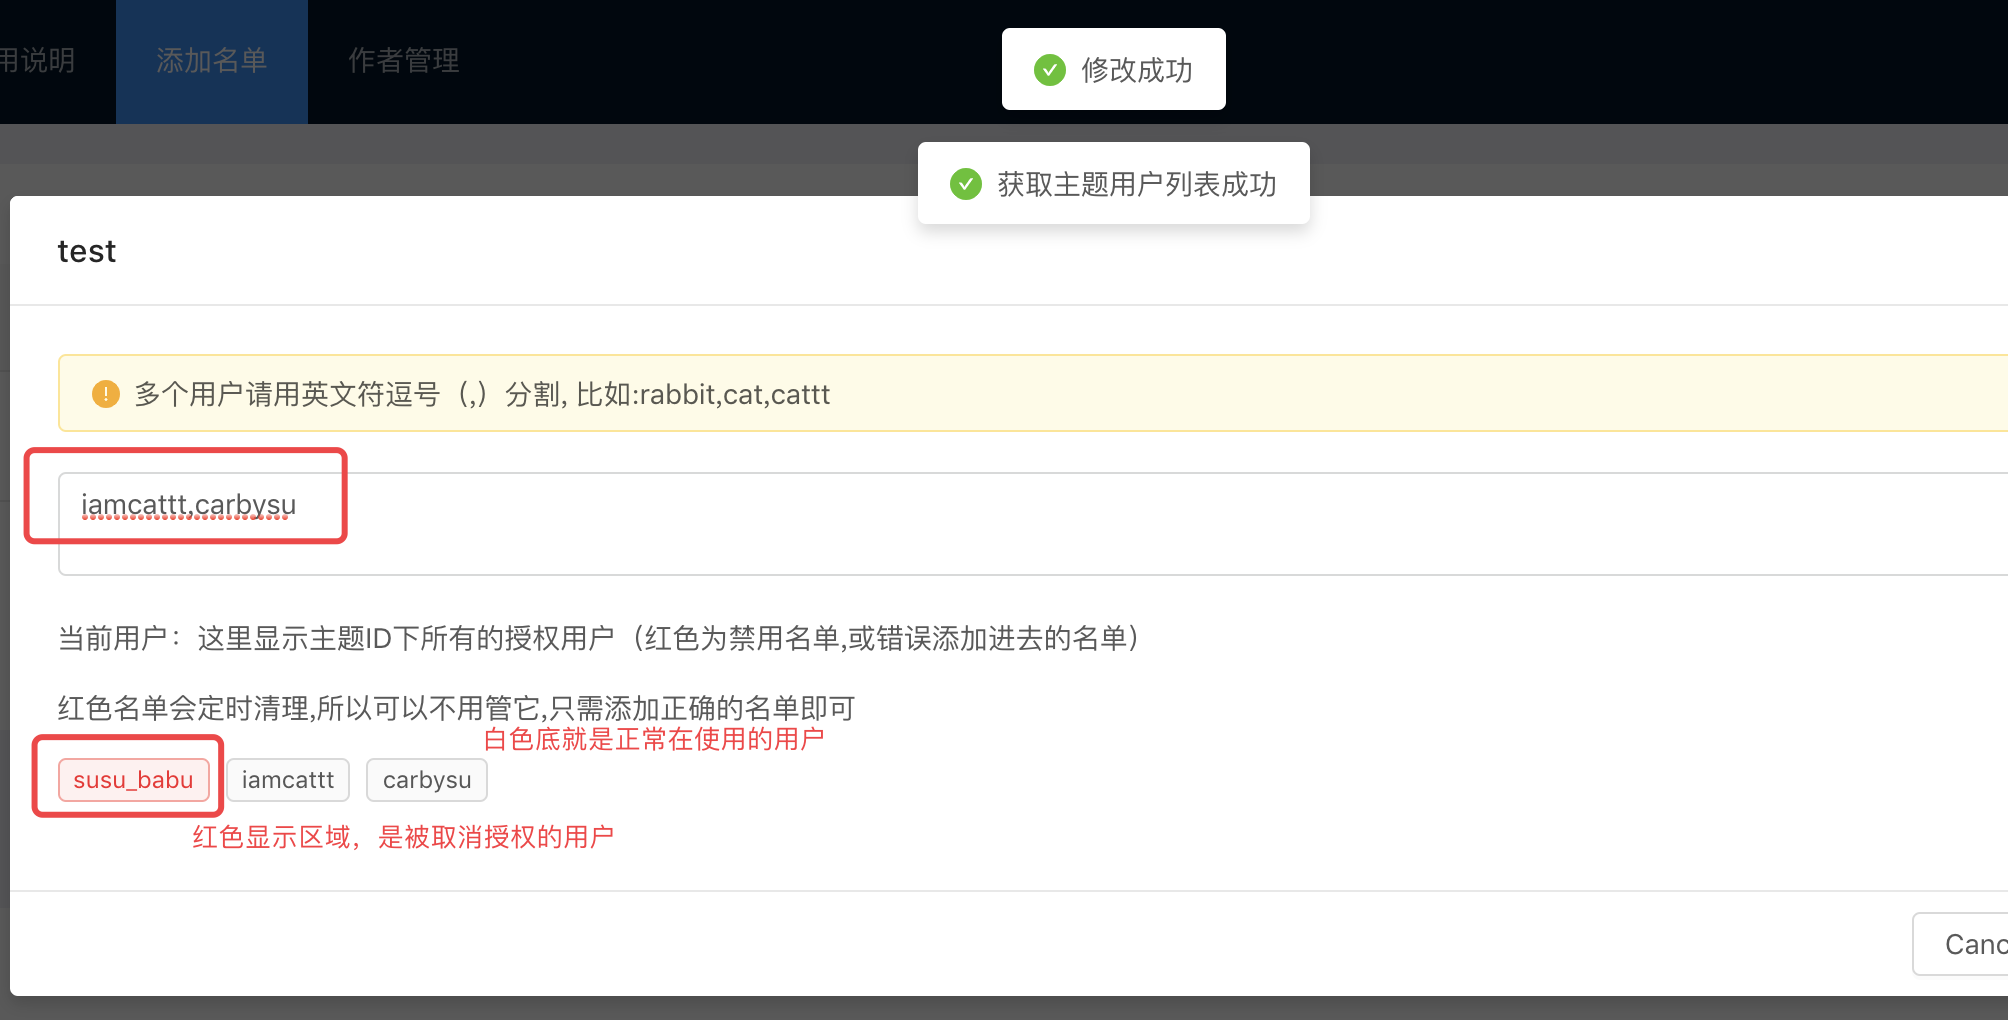 用说明
添加名单
作者管理
修改成功
获取主题用户列表成功
test
多个用户请用英文符逗号（,）分割, 比如:rabbit,cat,cattt
iamcattt,carbysu
当前用户：这里显示主题ID下所有的授权用户（红色为禁用名单,或错误添加进去的名单）
红色名单会定时清理,所以可以不用管它,只需添加正确的名单即可
白色底就是正常在使用的用户
susu_babu
iamcattt
carbysu
红色显示区域，是被取消授权的用户
Canc